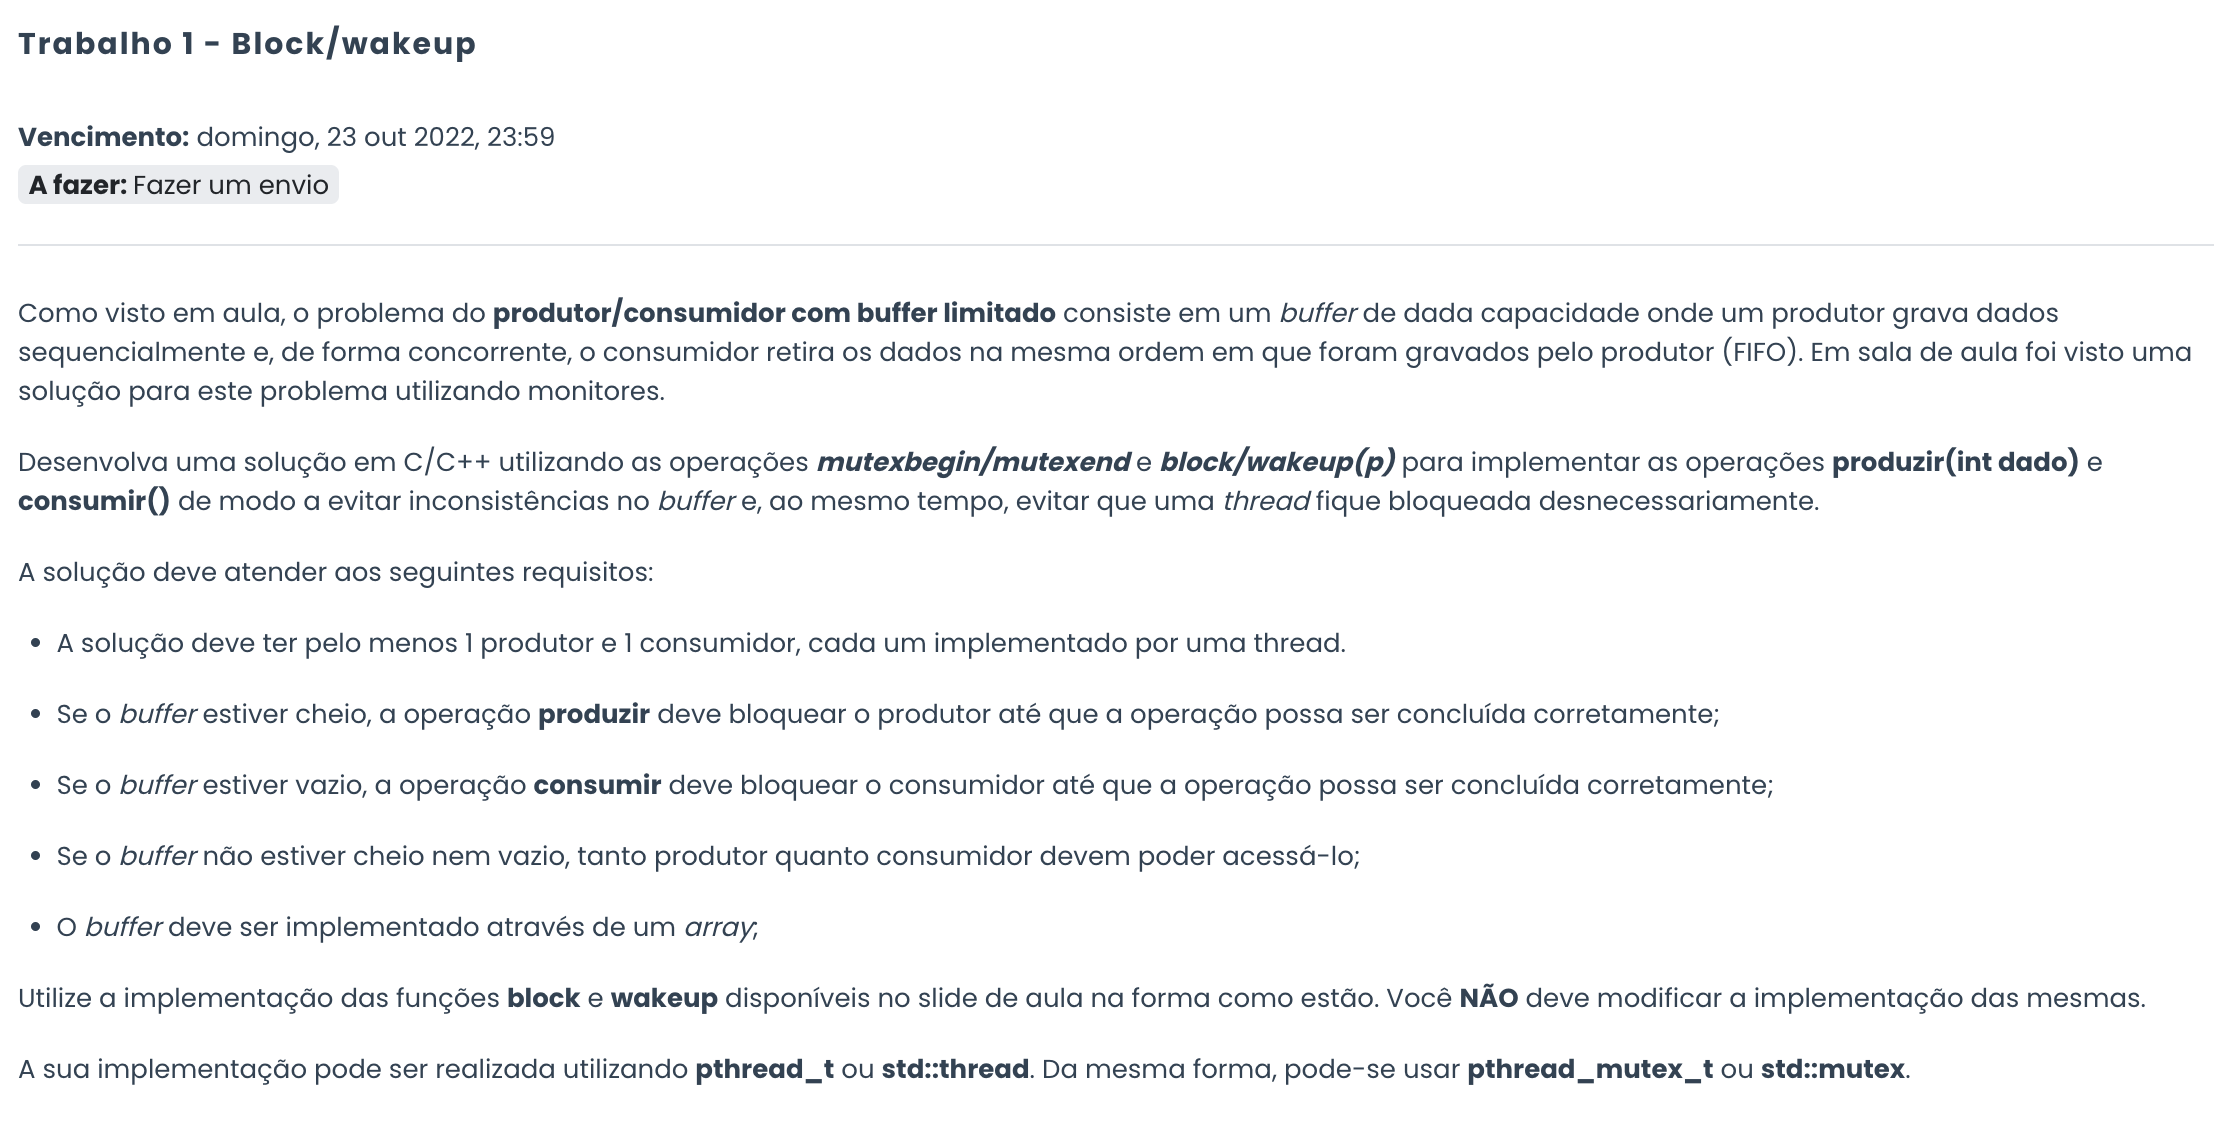 Trabalho 1 - Block/wakeup
Vencimento: domingo, 23 out 2022, 23:59
A fazer: Fazer um envio
Como visto em aula, o problema do produtor/consumidor com buffer limitado consiste em um buffer de dada capacidade onde um produtor grava dados
sequencialmente e, de forma concorrente, o consumidor retira os dados na mesma ordem em que foram gravados pelo produtor (FIFO). Em sala de aula foi visto uma
solução para este problema utilizando monitores.
Desenvolva uma solução em C/C++ utilizando as operações mutexbegin/mutexend e block/wakeup(p) para implementar as operações produzir(int dado) e
consumir() de modo a evitar inconsistências no buffer e, ao mesmo tempo, evitar que uma thread fique bloqueada desnecessariamente.
A solução deve atender aos seguintes requisitos:
• A solução deve ter pelo menos 1 produtor e 1 consumidor, cada um implementado por uma thread.
• Se o buffer estiver cheio, a operação produzir deve bloquear o produtor até que a operação possa ser concluída corretamente;
• Se o buffer estiver vazio, a operação consumir deve bloquear o consumidor até que a operação possa ser concluída corretamente;
• Se o buffer não estiver cheio nem vazio, tanto produtor quanto consumidor devem poder acessá-lo;
• O buffer deve ser implementado através de um array;
Utilize a implementação das funções block e wakeup disponíveis no slide de aula na forma como estão. Você NÃO deve modificar a implementação das mesmas.
A sua implementação pode ser realizada utilizando pthread_t ou std::thread. Da mesma forma, pode-se usar pthread_mutex_t ou std::mutex.